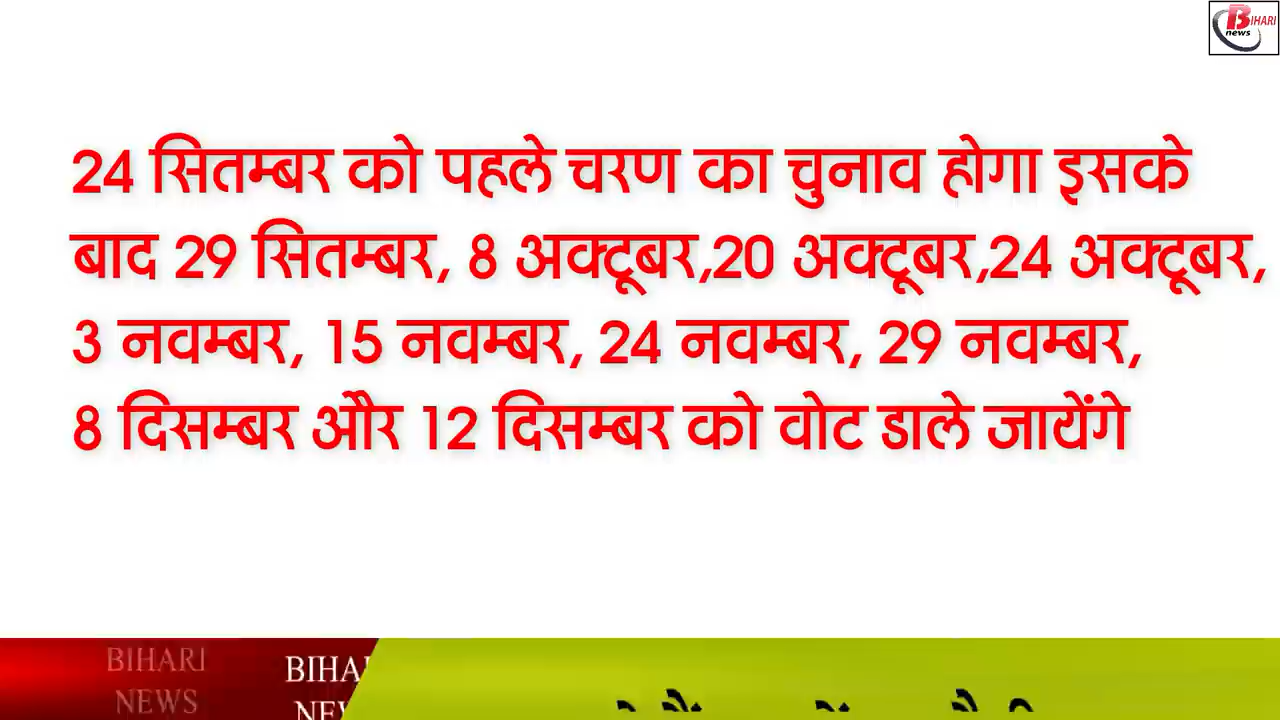 BIHARI
news
24 सितम्बर को पहले चरण का चुनाव होगा इसके
बाद 29 सितम्बर, 8 अक्टूबर,20 अक्टूबर,24 अक्टूबर,
3 नवम्बर, 15 नवम्बर, 24 नवम्बर, 29 नवम्बर,
8 दिसम्बर और 12 दिसम्बर को वोट डाले जायेंगे
BIHARI
NEWS